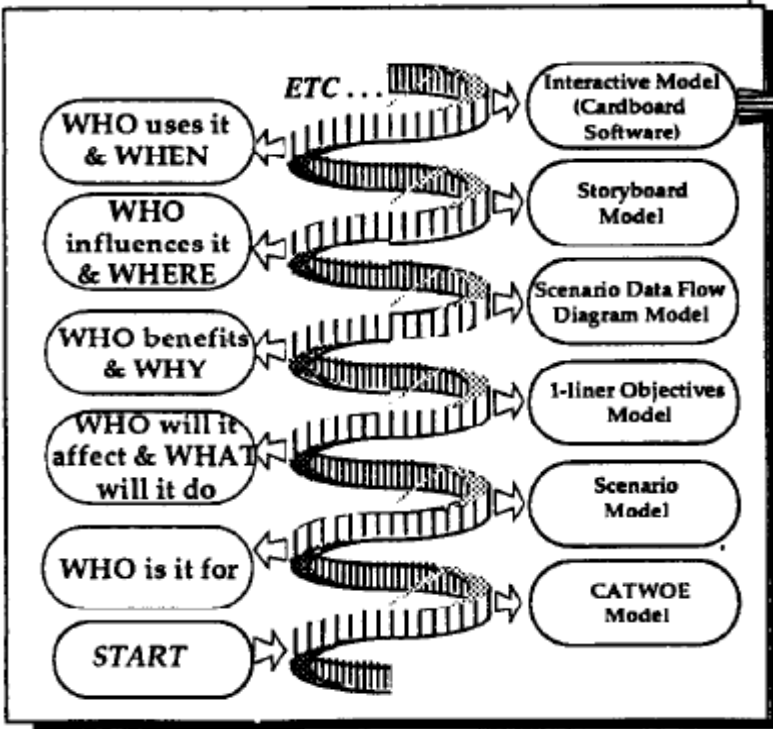 ETC . . .
Interactive Model
(Cardboard
Software)
WHO uses it
& WHEN
Storyboard
Model
WHO
influences it
& WHERE
Scenario Data Flow
Diagram Model
WHO benefits
& WHY
1-liner Objectives
Model
WHO will it
affect & WHAT
will it do
Scenario
Model
WHO is it for
CATWOE
Model
START